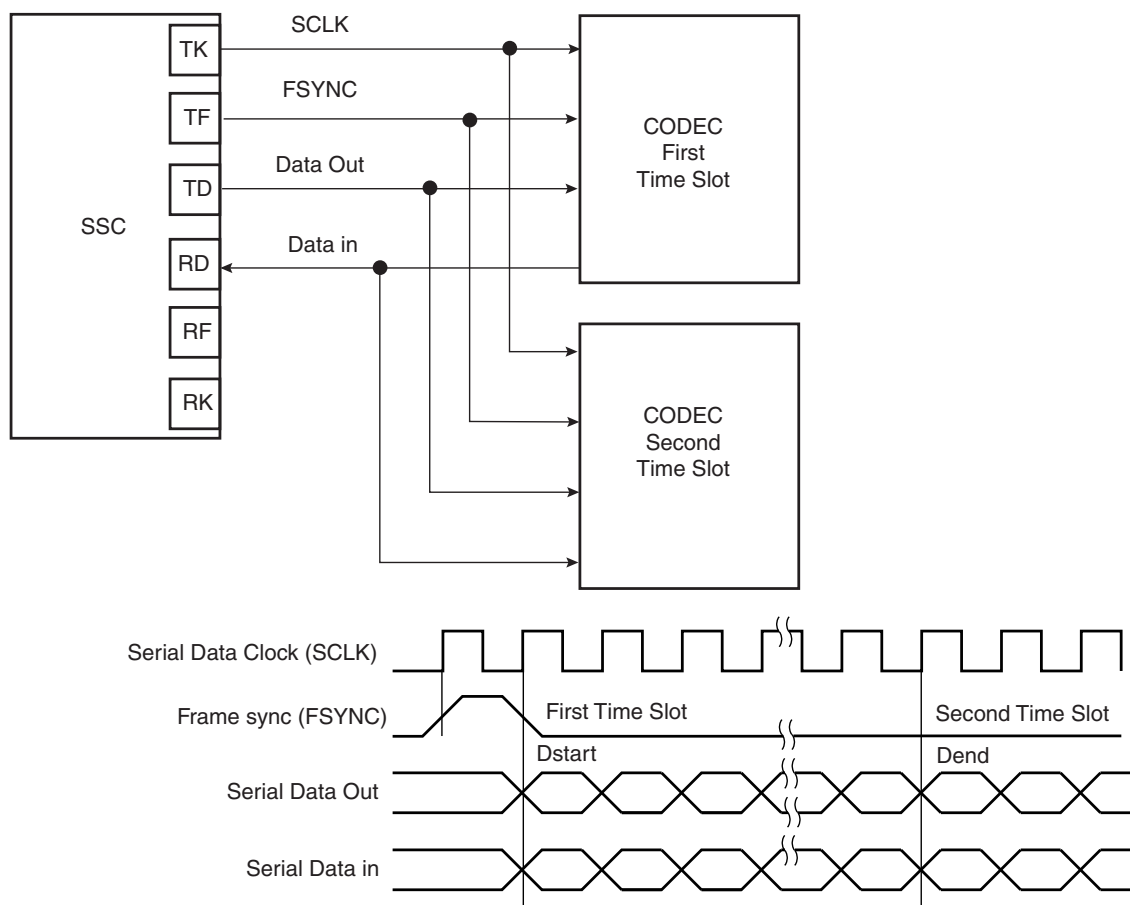 SSC
TK
TF
TD
RD
RF
RK
SCLK
FSYNC
Data Out
Data in
CODEC
First
Time Slot
CODEC
Second
Time Slot
Serial Data Clock (SCLK)
Frame sync (FSYNC)
First Time Slot
Second Time Slot
Dstart
Dend
Serial Data Out
Serial Data in